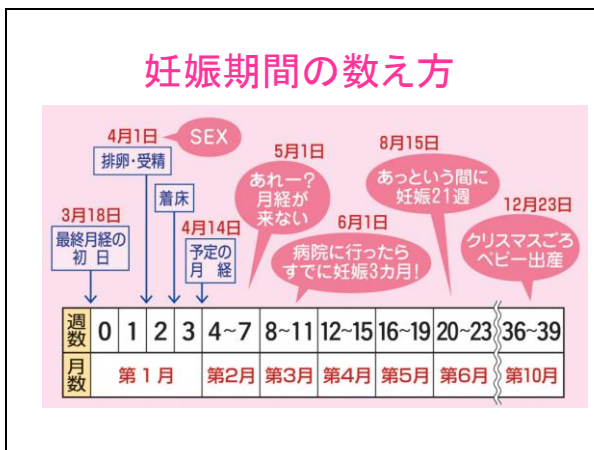 妊娠期間の数え方
4月1日
SEX
排卵・受精
着床
3月18日
最終月経の
初日
4月14日
予定の
月経
5月1日
あれー?
月経が
来ない
6月1日
病院に行ったら
すでに妊娠3カ月!
8月15日
あっという間に
妊娠21週
12月23日
クリスマスごろ
ベビー出産
週数 0 1 2 3 4~7 8~11 12~15 16~19 20~23 36~39
月数 第1月 第2月 第3月 第4月 第5月 第6月 第10月